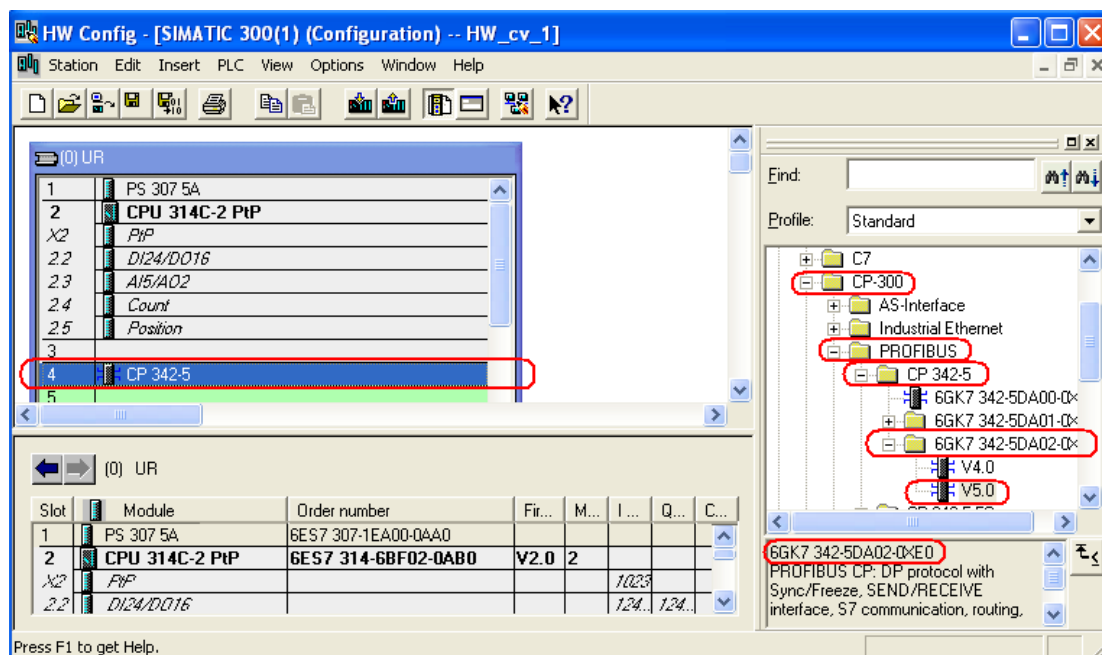 HW Config - [SIMATIC 300(1) (Configuration) -- HW_cv_1]
Station Edit Insert PLC View Options Window Help
(0) UR
1 PS 307 5A
2 CPU 314C-2 PtP
X2 PtP
2.2 DI24/DO16
2.3 AI5/AO2
2.4 Count
2.5 Position
3
4 CP 342-5
5
Find:
Profile: Standard
C7
CP-300
AS-Interface
Industrial Ethernet
PROFIBUS
CP 342-5
6GK7 342-5DA00-0X
6GK7 342-5DA01-0X
6GK7 342-5DA02-0X
V4.0
V5.0
6GK7 342-5DA02-0XE0
PROFIBUS CP: DP protocol with
Sync/Freeze, SEND/RECEIVE
interface, S7 communication, routing,
(0) UR
Slot Module Order number Fir... M... I ... Q... C...
1 PS 307 5A 6ES7 307-1EA00-0AA0
2 CPU 314C-2 PtP 6ES7 314-6BF02-0AB0 V2.0 2
X2 PtP 1023
2.2 DI24/DO16 124... 124...
Press F1 to get Help.